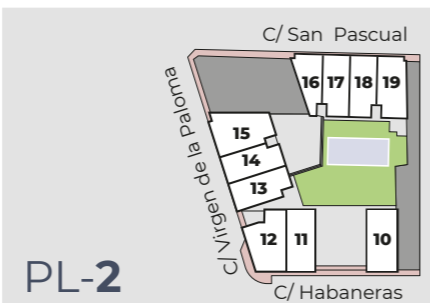 C/ San Pascual
16 17 18 19
C/ Virgen de la Paloma
15
14
13
12 11 10
PL-2
C/ Habaneras